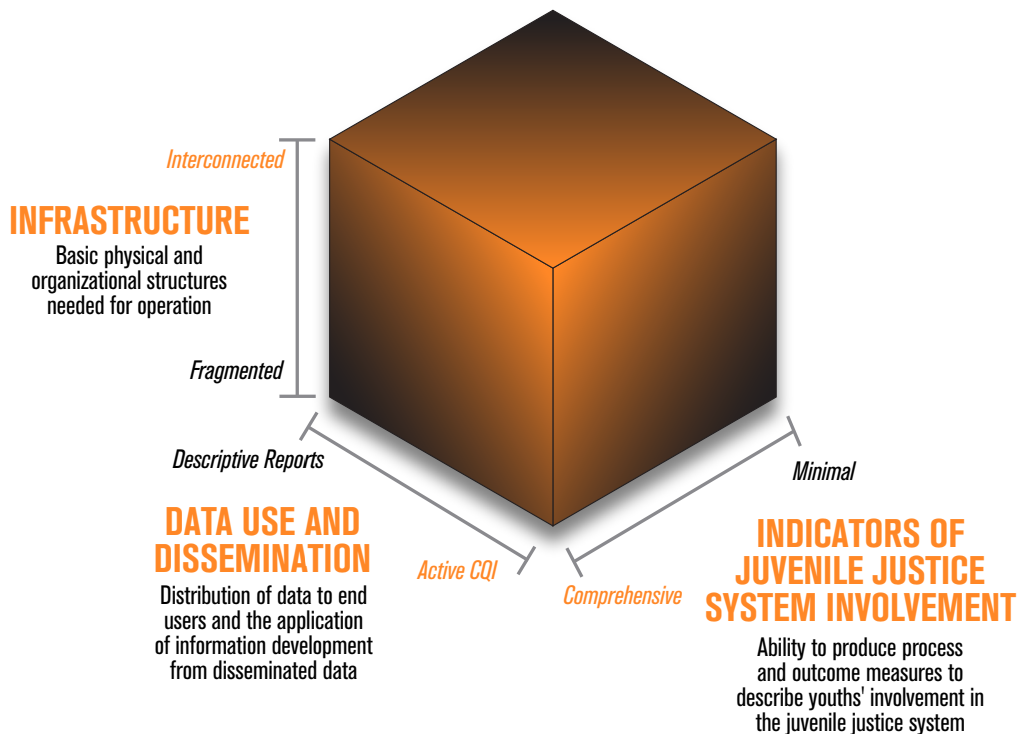 Interconnected
INFRASTRUCTURE
Basic physical and
organizational structures
needed for operation
Fragmented
Descriptive Reports
DATA USE AND
DISSEMINATION
Distribution of data to end
users and the application
of information development
from disseminated data
Active CQI
Comprehensive
Minimal
INDICATORS OF
JUVENILE JUSTICE
SYSTEM INVOLVEMENT
Ability to produce process
and outcome measures to
describe youths' involvement in
the juvenile justice system